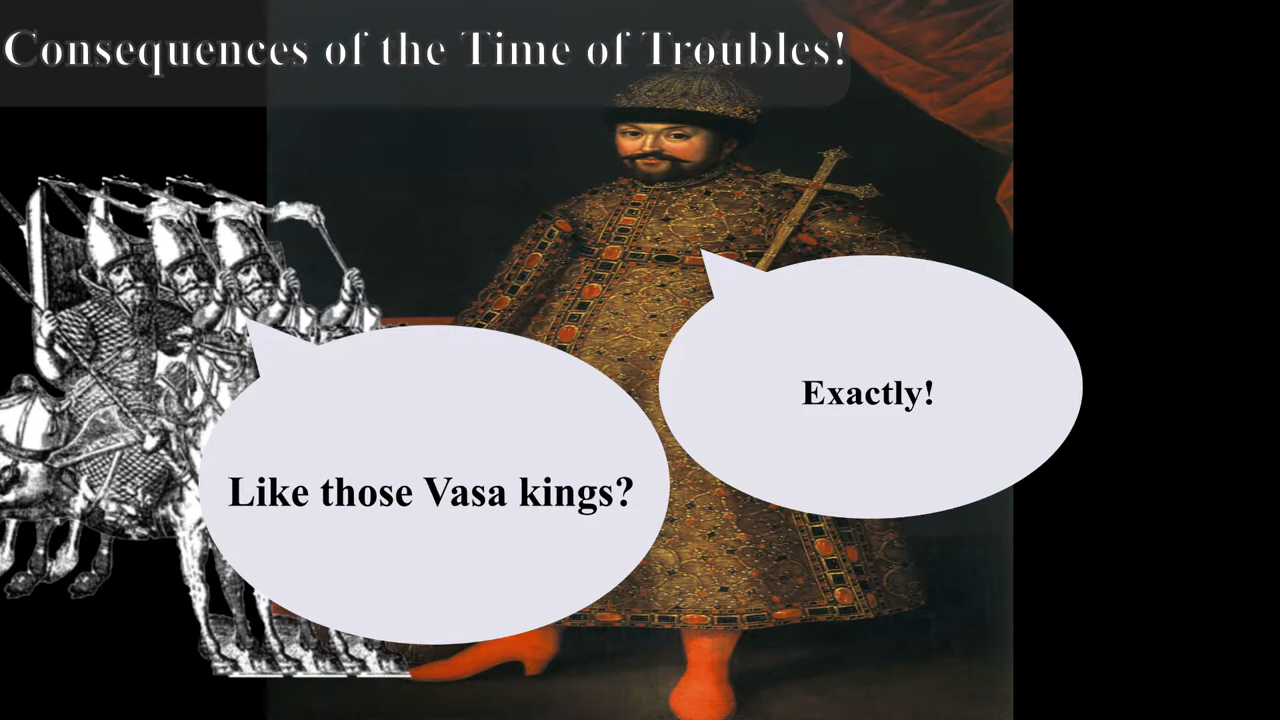 Consequences of the Time of Troubles!
Like those Vasa kings?
Exactly!